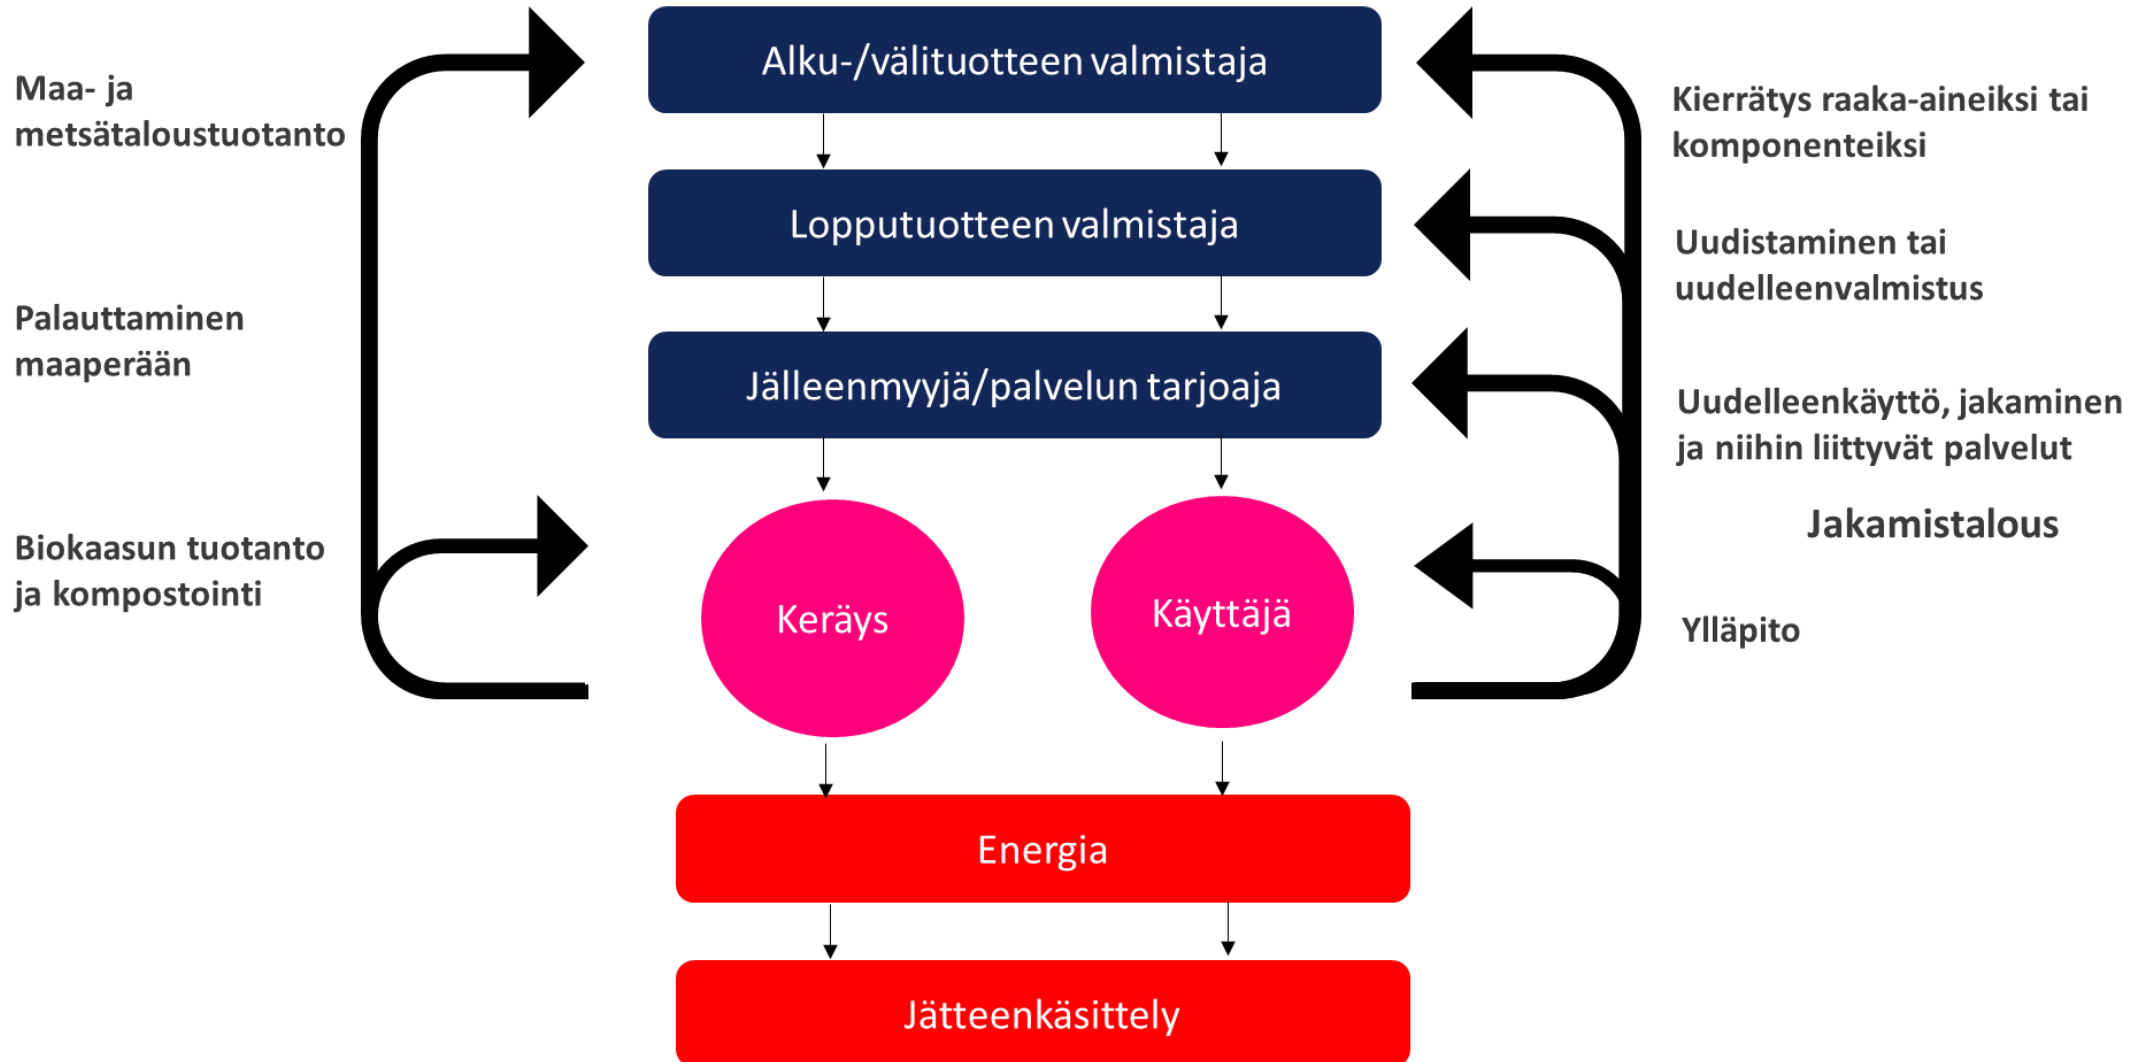 Maa- ja
metsätaloustuotanto
Palauttaminen
maaperään
Biokaasun tuotanto
ja kompostointi
Alku-/välituotteen valmistaja
Lopputuotteen valmistaja
Jälleenmyyjä/palvelun tarjoaja
Keräys
Käyttäjä
Energia
Jätteenkäsittely
Kierrätys raaka-aineiksi tai
komponenteiksi
Uudistaminen tai
uudelleenvalmistus
Uudelleenkäyttö, jakaminen
ja niihin liittyvät palvelut
Jakamistalous
Ylläpito